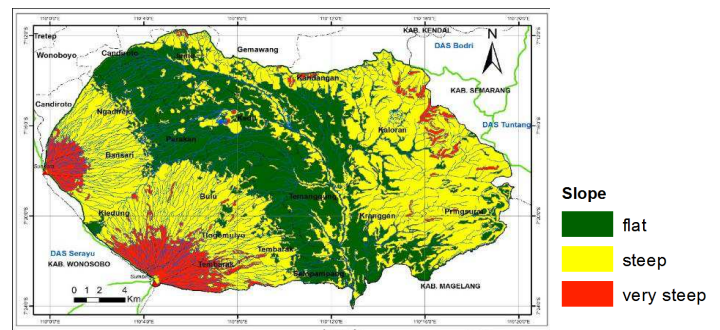 Tretep
Wonoboyo
Candiroto
Gemawang
KAB. KENDAL
DAS Bodri
N
Kandangan
KAB. SEMARANG
Candiroto
Ngadirejo
Kaloran
DAS Tuntang
Parakan
Bansari
Bulu
Temanggung
Kledung
Kranggan
Pringsurat
Tlogomulyo
DAS Serayu
KAB. WONOSOBO
Tembarak
Tembarak
Selopampang
KAB. MAGELANG
0 1 2 4
Km
Slope
flat
steep
very steep